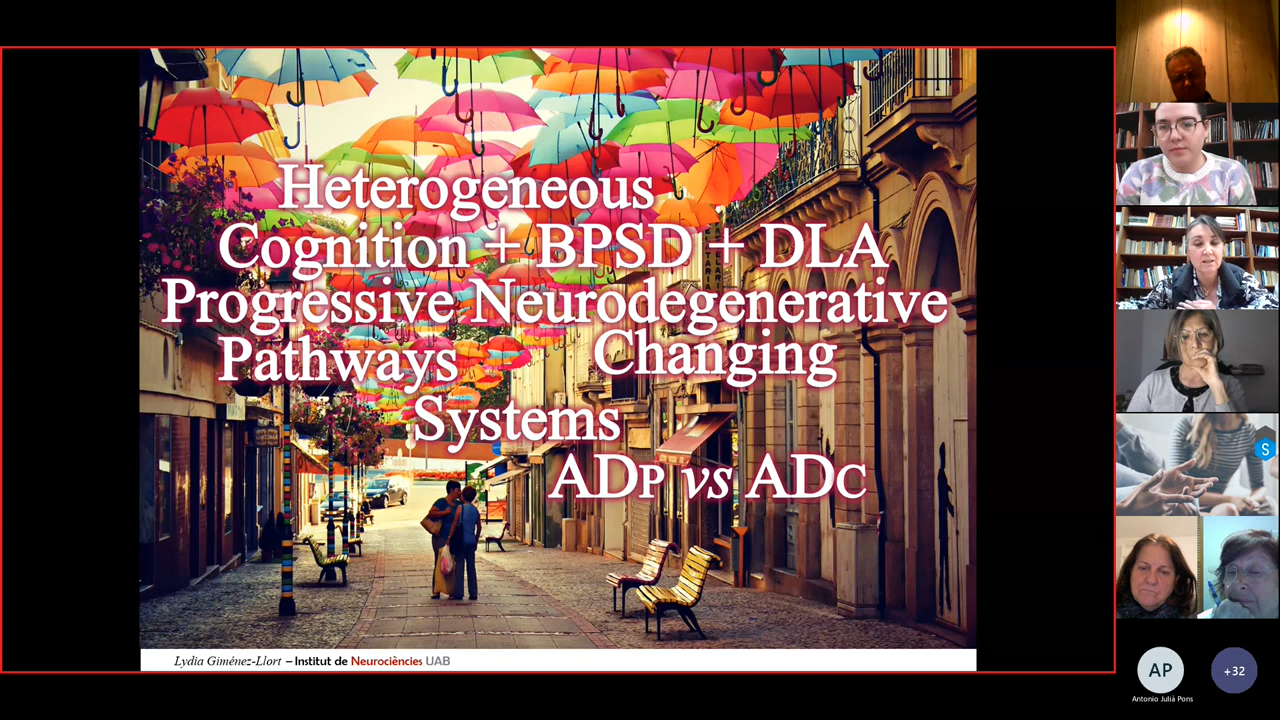 Heterogeneous
Cognition + BPSD + DLA
Progressive Neurodegenerative
Pathways Changing
Systems
ADP vs ADC
Lydia Giménez-Llort – Institut de Neurociències UAB
S
AP
Antonio Julià Pons
+32